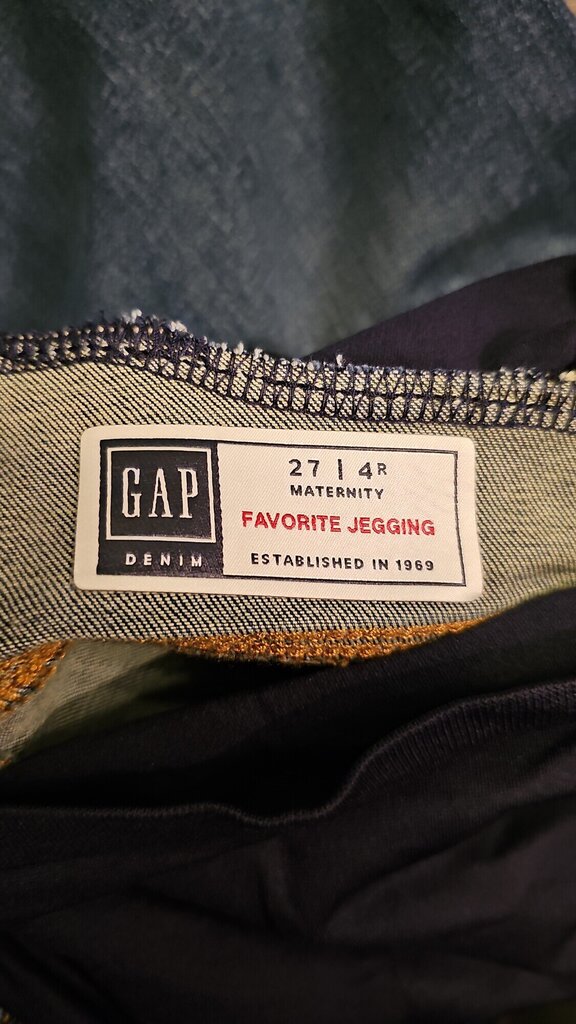 GAP
DENIM
27 | 4R
MATERNITY
FAVORITE JEGGING
ESTABLISHED IN 1969